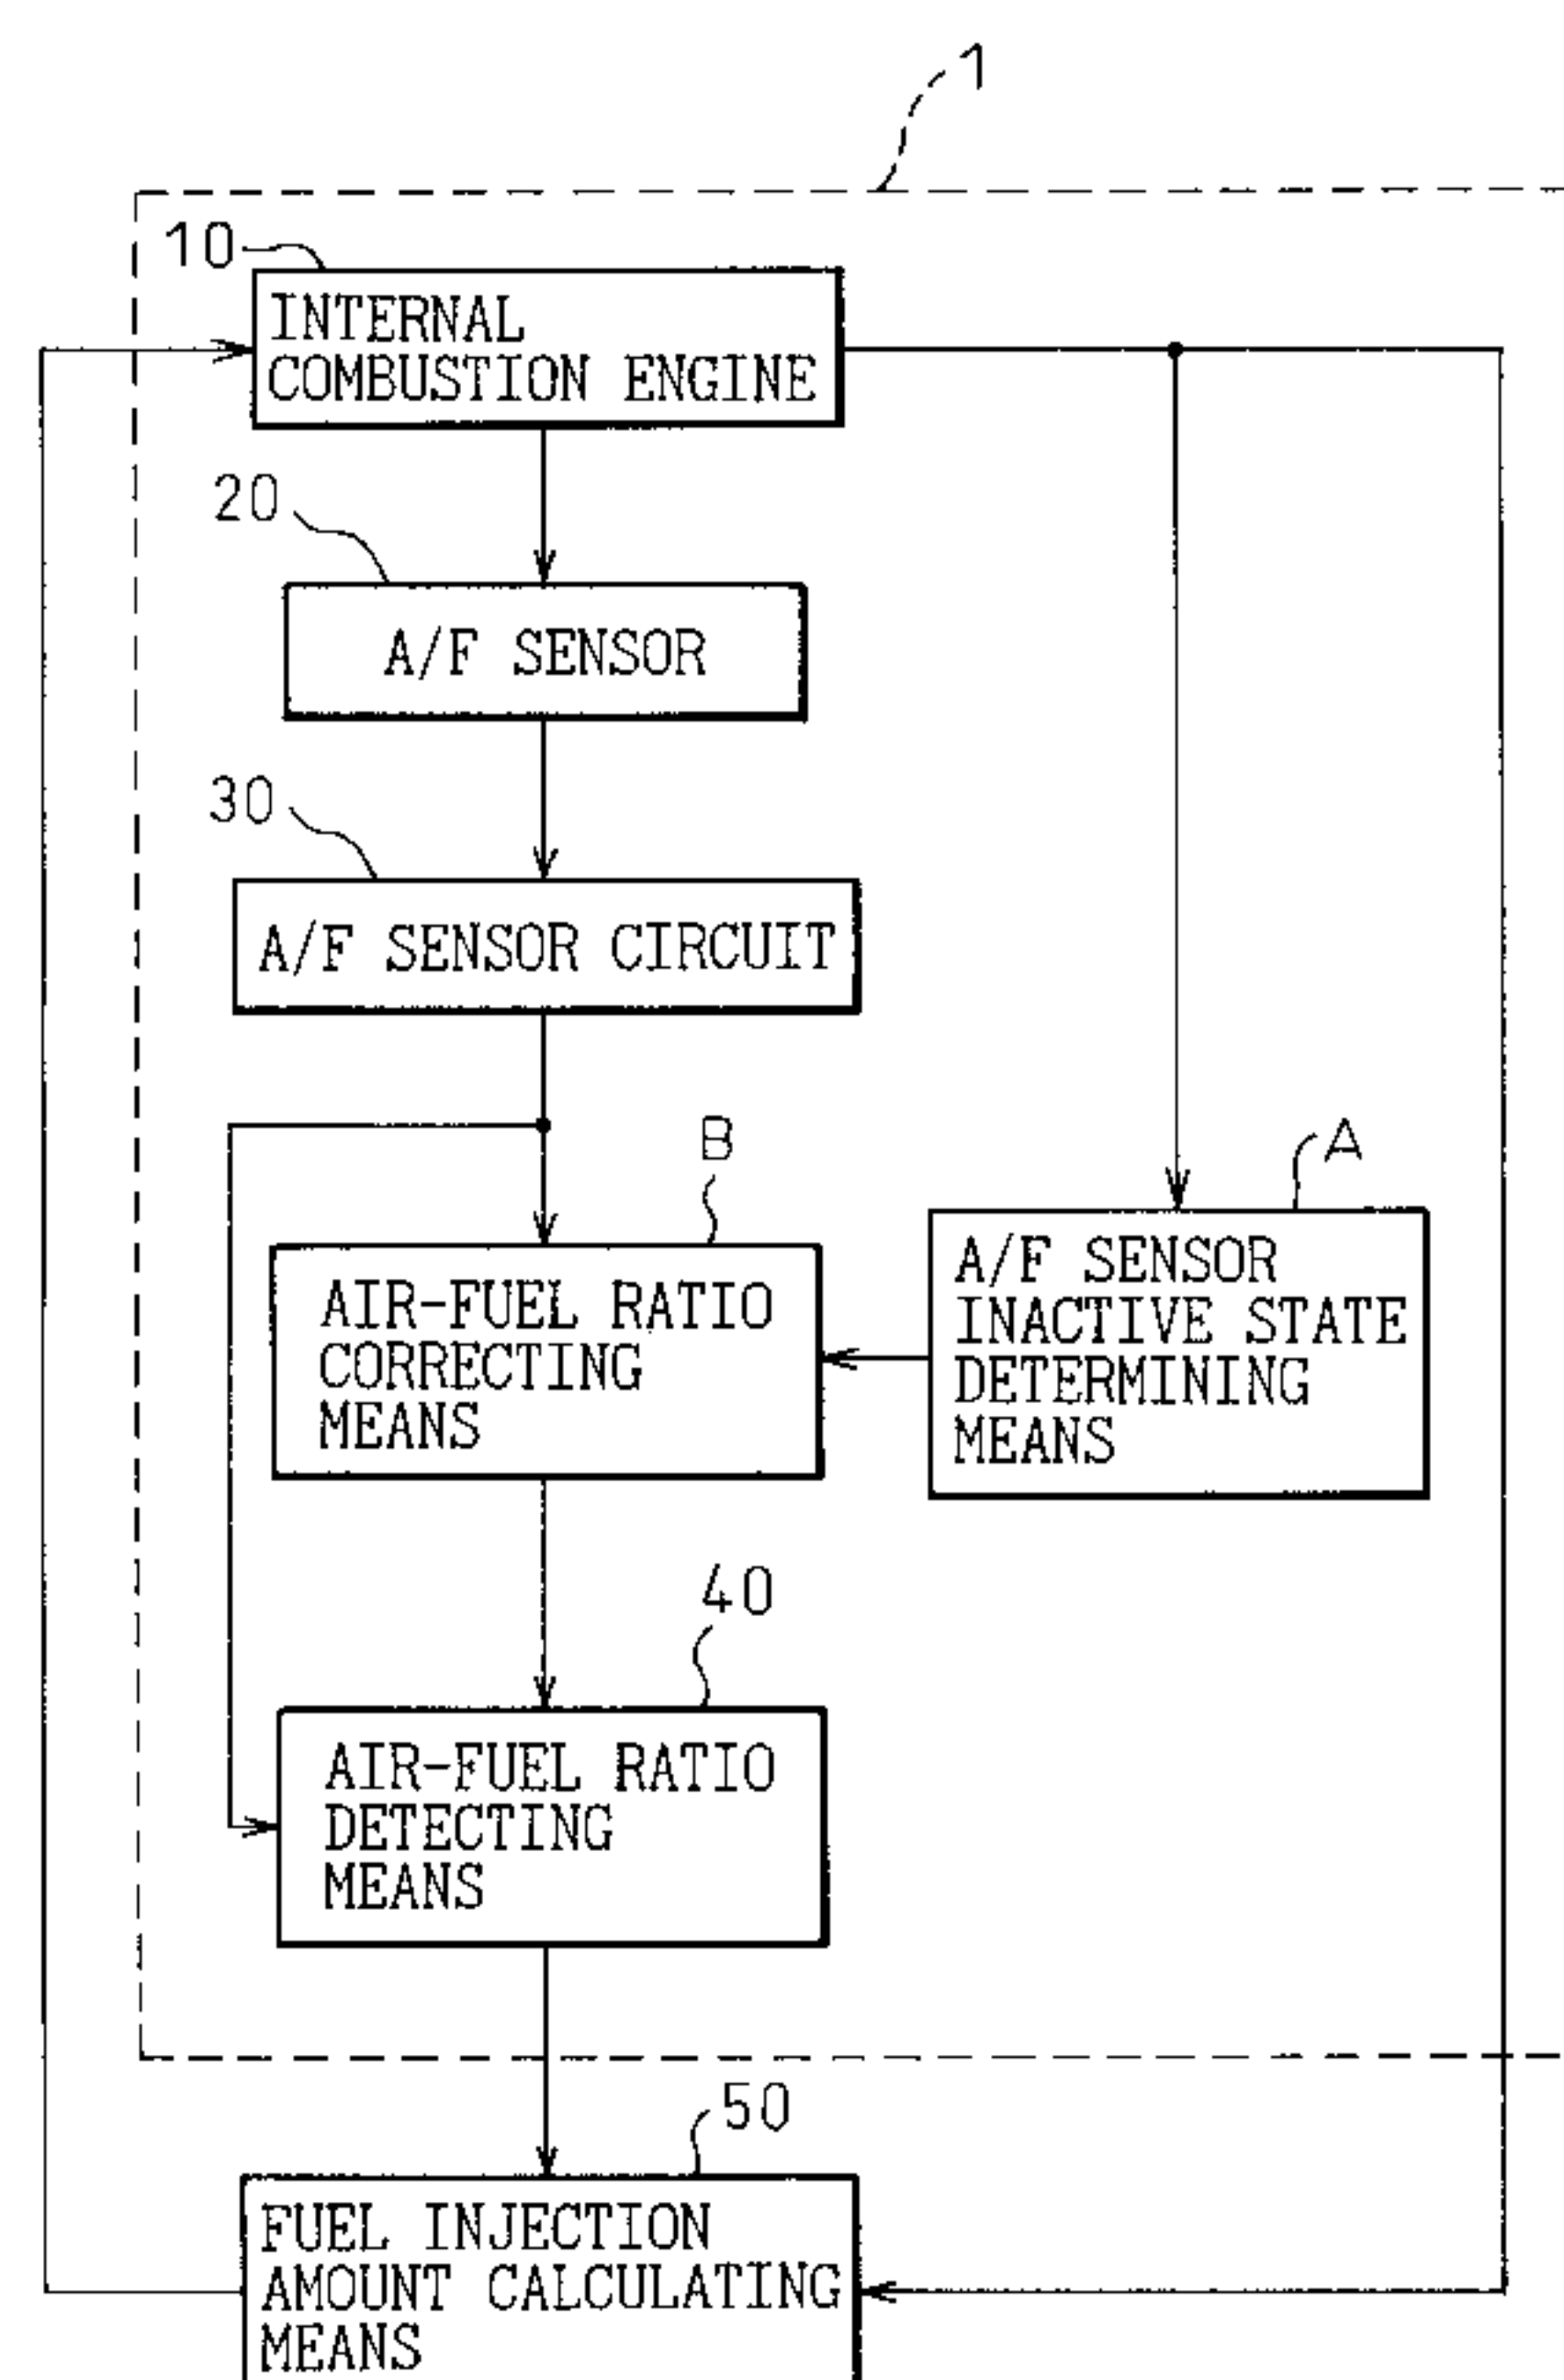 1
10
INTERNAL
COMBUSTION ENGINE
20
A/F SENSOR
30
A/F SENSOR CIRCUIT
B
A
AIR-FUEL RATIO
CORRECTING
MEANS
A/F SENSOR
INACTIVE STATE
DETERMINING
MEANS
40
AIR-FUEL RATIO
DETECTING
MEANS
50
FUEL INJECTION
AMOUNT CALCULATING
MEANS